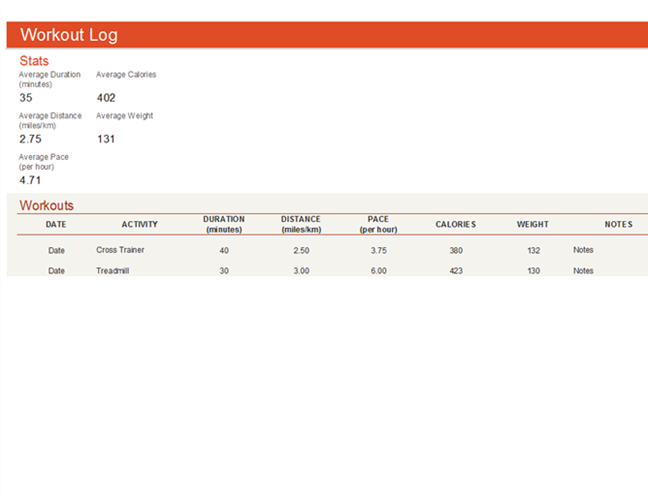 Workout Log
Stats
Average Duration Average Calories
(minutes)
35 402
Average Distance Average Weight
(miles/km)
2.75 131
Average Pace
(per hour)
4.71
Workouts
DATE ACTIVITY DURATION (minutes) DISTANCE (miles/km) PACE (per hour) CALORIES WEIGHT NOTES
Date Cross Trainer 40 2.50 3.75 380 132 Notes
Date Treadmill 30 3.00 6.00 423 130 Notes